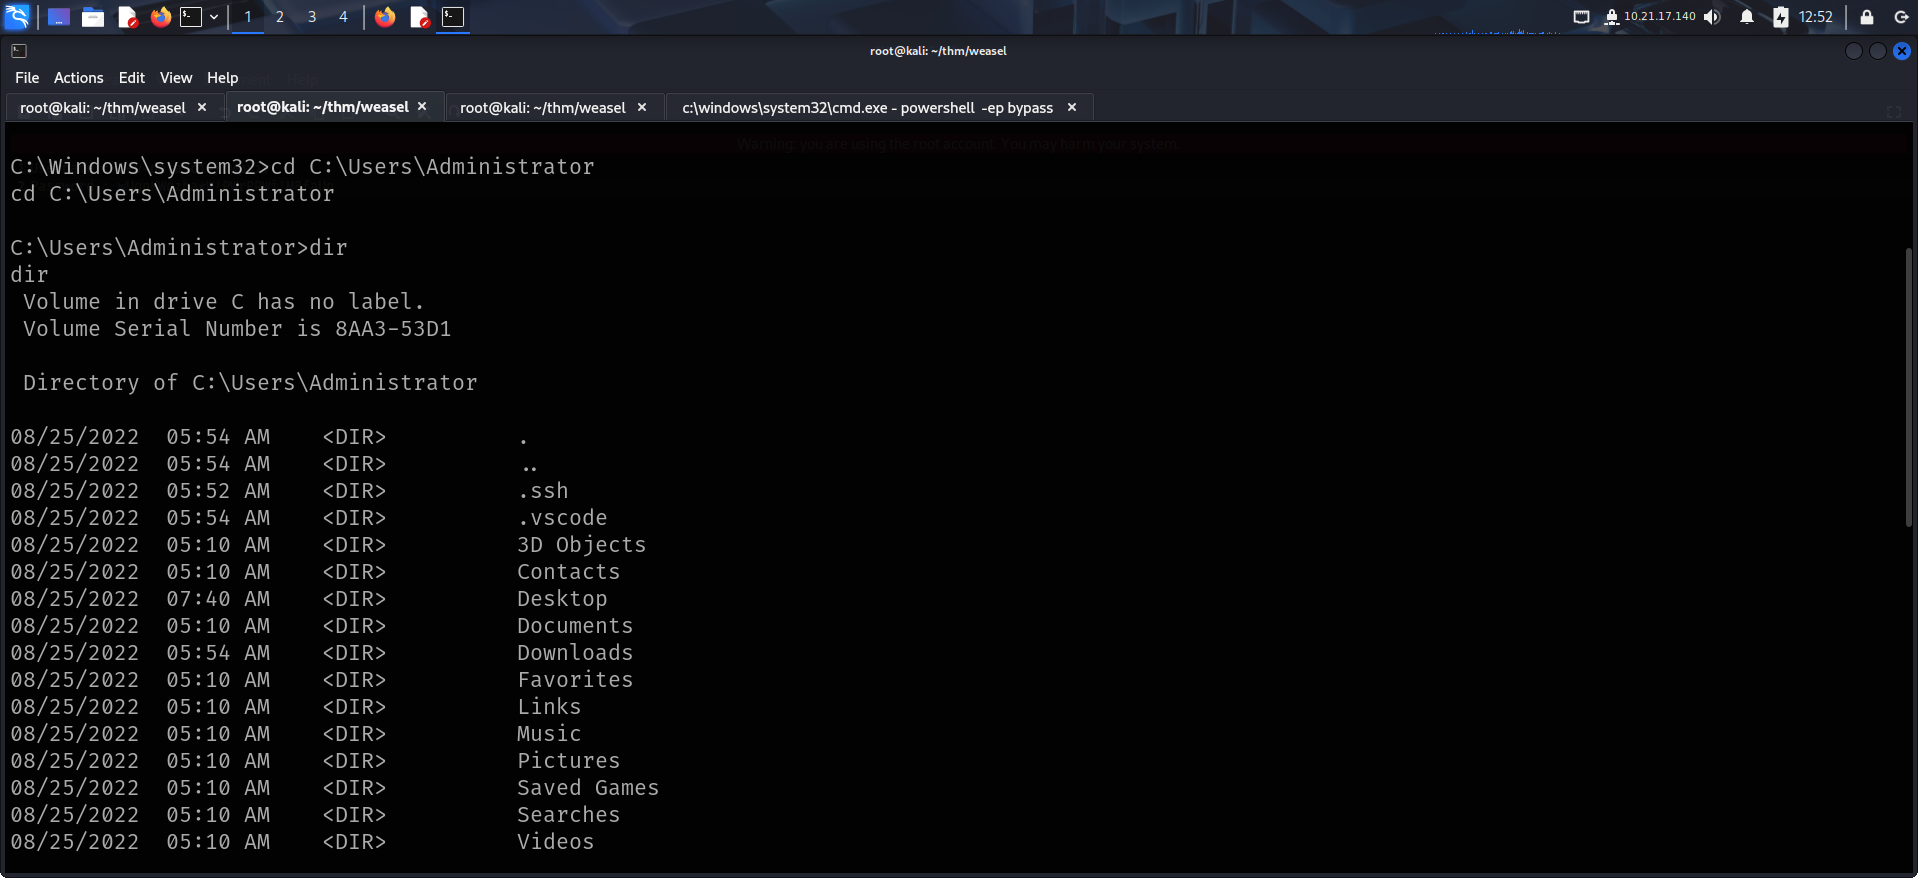 1 2 3 4 10.21.17.140 12:52
root@kali: ~/thm/weasel
File Actions Edit View Help
root@kali: ~/thm/weasel root@kali: ~/thm/weasel root@kali: ~/thm/weasel c:\windows\system32\cmd.exe - powershell -ep bypass
Warning: you are using the root account. You may harm your system.
C:\Windows\system32>cd C:\Users\Administrator
cd C:\Users\Administrator
C:\Users\Administrator>dir
dir
Volume in drive C has no label.
Volume Serial Number is 8AA3-53D1
Directory of C:\Users\Administrator
08/25/2022 05:54 AM <DIR> .
08/25/2022 05:54 AM <DIR> ..
08/25/2022 05:52 AM <DIR> .ssh
08/25/2022 05:54 AM <DIR> .vscode
08/25/2022 05:10 AM <DIR> 3D Objects
08/25/2022 05:10 AM <DIR> Contacts
08/25/2022 07:40 AM <DIR> Desktop
08/25/2022 05:10 AM <DIR> Documents
08/25/2022 05:54 AM <DIR> Downloads
08/25/2022 05:10 AM <DIR> Favorites
08/25/2022 05:10 AM <DIR> Links
08/25/2022 05:10 AM <DIR> Music
08/25/2022 05:10 AM <DIR> Pictures
08/25/2022 05:10 AM <DIR> Saved Games
08/25/2022 05:10 AM <DIR> Searches
08/25/2022 05:10 AM <DIR> Videos